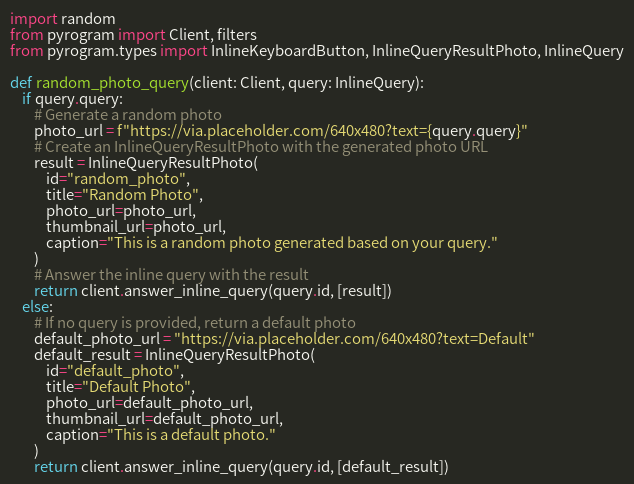 import random
from pyrogram import Client, filters
from pyrogram.types import InlineKeyboardButton, InlineQueryResultPhoto, InlineQuery

def random_photo_query(client: Client, query: InlineQuery):
    if query.query:
        # Generate a random photo
        photo_url = f"https://via.placeholder.com/640x480?text={query.query}"
        # Create an InlineQueryResultPhoto with the generated photo URL
        result = InlineQueryResultPhoto(
            id="random_photo",
            title="Random Photo",
            photo_url=photo_url,
            thumbnail_url=photo_url,
            caption="This is a random photo generated based on your query."
        )
        # Answer the inline query with the result
        return client.answer_inline_query(query.id, [result])
    else:
        # If no query is provided, return a default photo
        default_photo_url = "https://via.placeholder.com/640x480?text=Default"
        default_result = InlineQueryResultPhoto(
            id="default_photo",
            title="Default Photo",
            photo_url=default_photo_url,
            thumbnail_url=default_photo_url,
            caption="This is a default photo."
        )
        return client.answer_inline_query(query.id, [default_result])